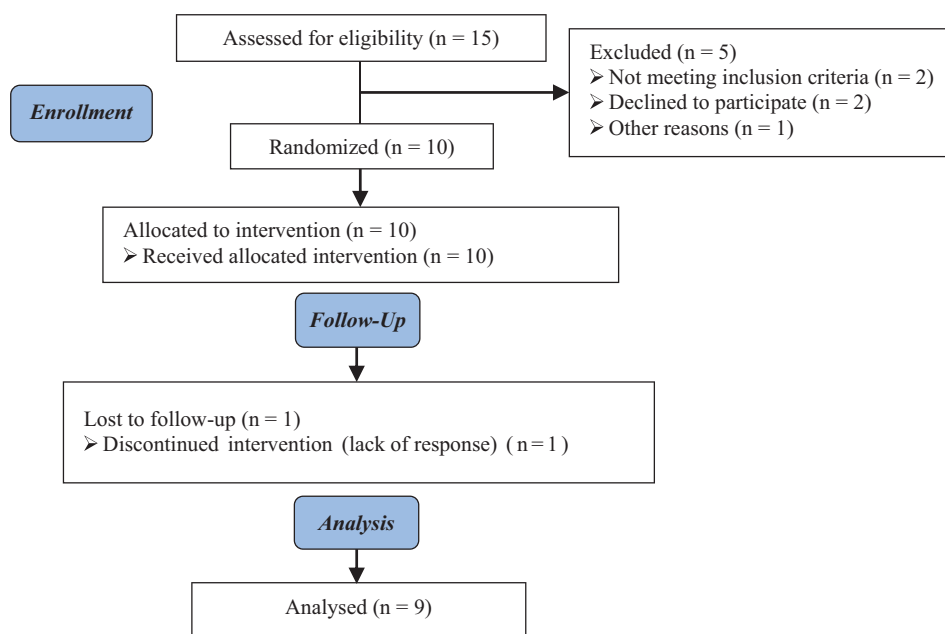 Assessed for eligibility (n = 15)
Excluded (n = 5)
➢ Not meeting inclusion criteria (n = 2)
➢ Declined to participate (n = 2)
➢ Other reasons (n = 1)
Enrollment
Randomized (n = 10)
Allocated to intervention (n = 10)
➢ Received allocated intervention (n = 10)
Follow-Up
Lost to follow-up (n = 1)
➢ Discontinued intervention (lack of response) (n=1)
Analysis
Analysed (n = 9)